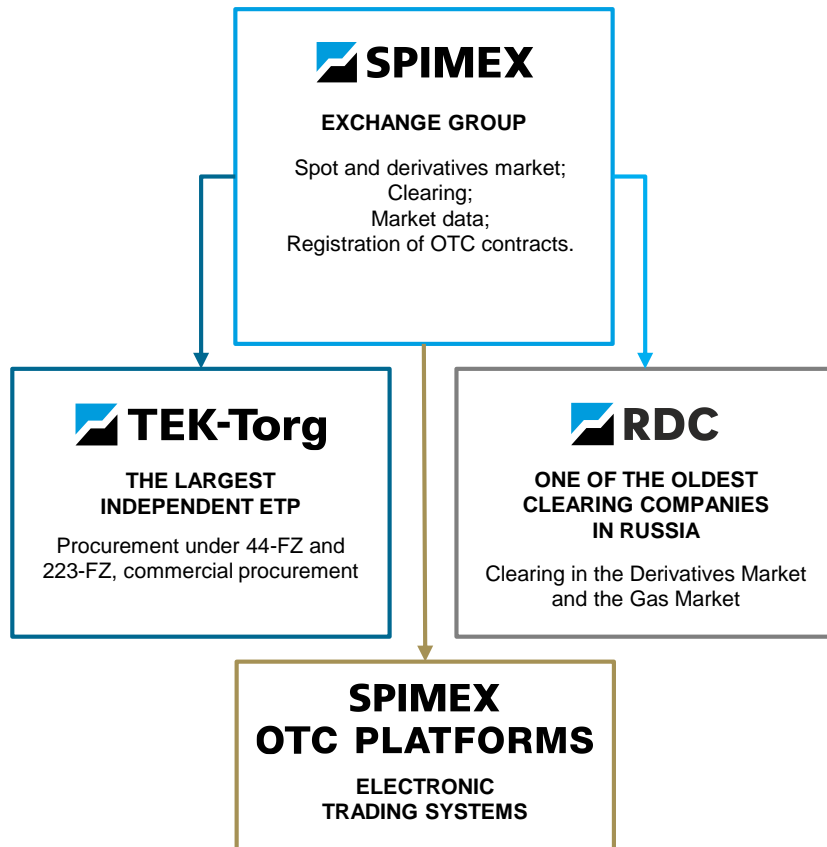 SPIMEX
EXCHANGE GROUP
Spot and derivatives market;
Clearing;
Market data;
Registration of OTC contracts.
TEK-Torg
THE LARGEST
INDEPENDENT ETP
Procurement under 44-FZ and
223-FZ, commercial procurement
RDC
ONE OF THE OLDEST
CLEARING COMPANIES
IN RUSSIA
Clearing in the Derivatives Market
and the Gas Market
SPIMEX
OTC PLATFORMS
ELECTRONIC
TRADING SYSTEMS